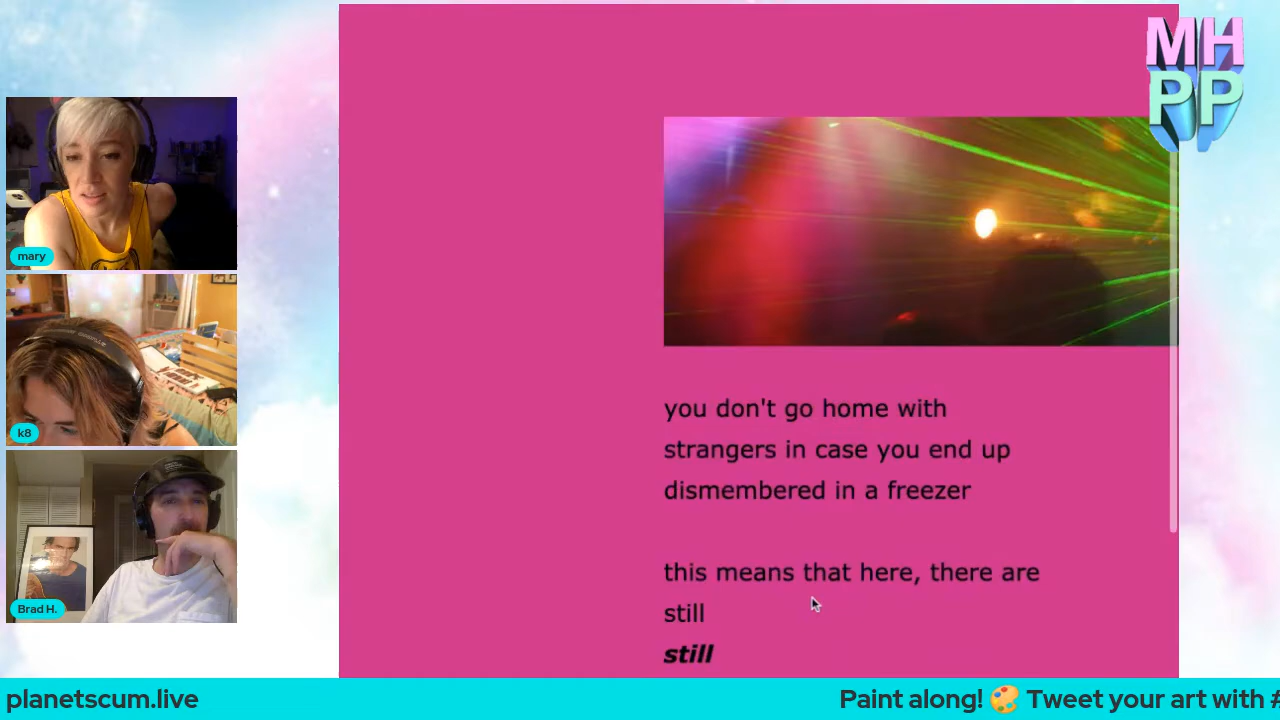 MH
PP
mary
k8
Brad H.
you don't go home with
strangers in case you end up
dismembered in a freezer
this means that here, there are
still
still
planetscum.live
Paint along! 🎨 Tweet your art with #